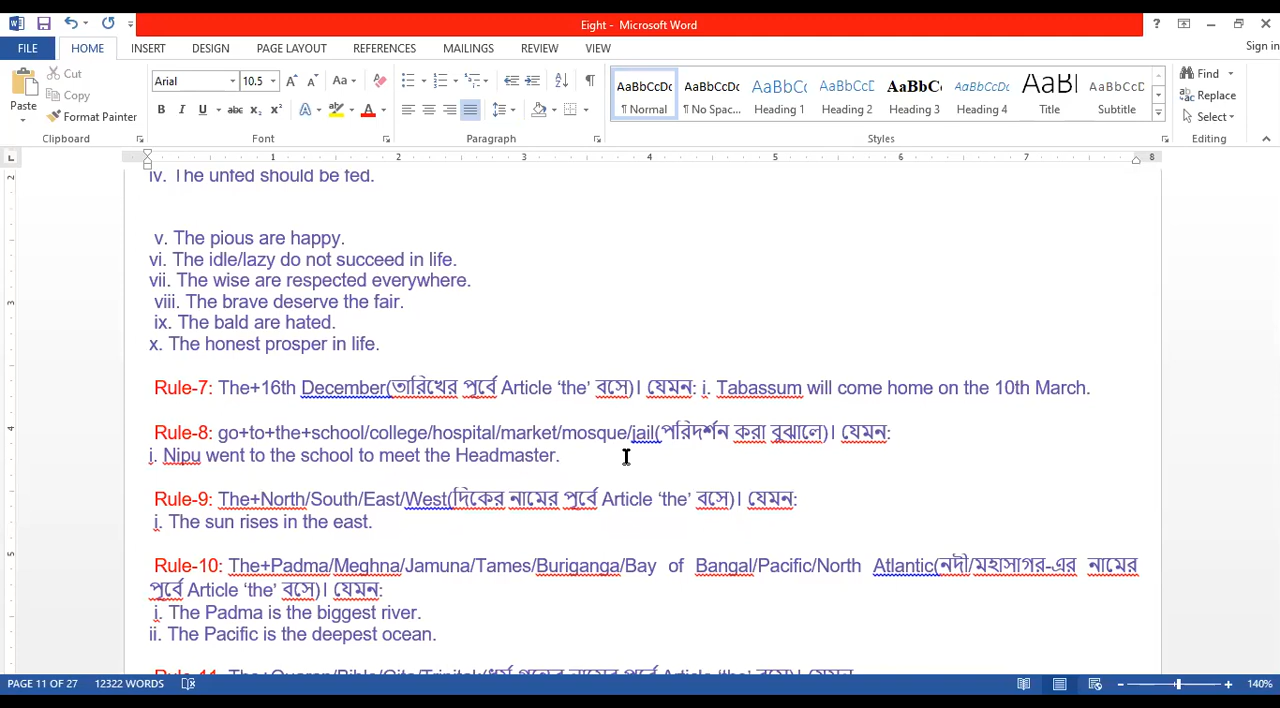 Eight - Microsoft Word
Sign in
FILE HOME INSERT DESIGN PAGE LAYOUT REFERENCES MAILINGS REVIEW VIEW
Paste
Cut
Copy
Format Painter
Clipboard
Arial 10.5
Font
Paragraph
AaBbCcDc AaBbCcDc AaBbCc AaBbCcD AaBbC AaBbCcD AaBl AaBbCcD
¶ Normal ¶ No Spac... Heading 1 Heading 2 Heading 3 Heading 4 Title Subtitle
Styles
Find
Replace
Select
Editing
1 2 3 4 5 6 7 8
iv. The unfed should be fed.
v. The pious are happy.
vi. The idle/lazy do not succeed in life.
vii. The wise are respected everywhere.
viii. The brave deserve the fair.
ix. The bald are hated.
x. The honest prosper in life.
Rule-7: The+16th December(তারিখের পূর্বে Article ‘the’ বসে)। যেমন: i. Tabassum will come home on the 10th March.
Rule-8: go+to+the+school/college/hospital/market/mosque/jail(পরিদর্শন করা বুঝালে)। যেমন:
i. Nipu went to the school to meet the Headmaster.
Rule-9: The+North/South/East/West(দিকের নামের পূর্বে Article ‘the’ বসে)। যেমন:
i. The sun rises in the east.
Rule-10: The+Padma/Meghna/Jamuna/Tames/Buriganga/Bay of Bangal/Pacific/North Atlantic(নদী/মহাসাগর-এর নামের
পূর্বে Article ‘the’ বসে)। যেমন:
i. The Padma is the biggest river.
ii. The Pacific is the deepest ocean.
PAGE 11 OF 27 12322 WORDS 140%